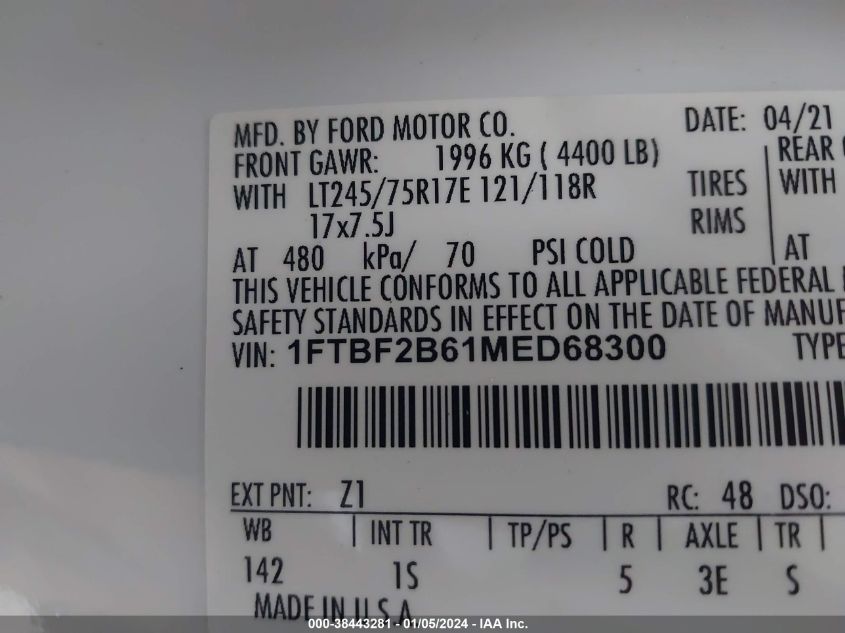 MFD. BY FORD MOTOR CO. DATE: 04/21
FRONT GAWR: 1996 KG ( 4400 LB) REAR
WITH LT245/75R17E 121/118R TIRES WITH
17x7.5J RIMS
AT 480 kPa/ 70 PSI COLD AT
THIS VEHICLE CONFORMS TO ALL APPLICABLE FEDERAL
SAFETY STANDARDS IN EFFECT ON THE DATE OF MANUF
VIN: 1FTBF2B61MED68300 TYPE
EXT PNT: Z1 RC: 48 DSO:
WB INT TR TP/PS R AXLE TR
142 1S 5 3E S
MADE IN U.S.A.
000-38443281 - 01/05/2024 - IAA Inc.